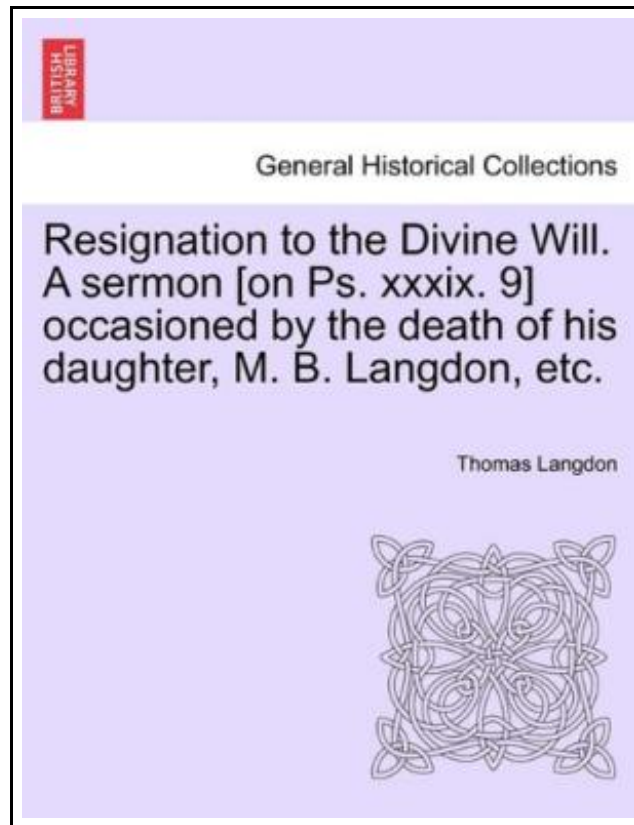 BRITISH
LIBRARY
General Historical Collections
Resignation to the Divine Will.
A sermon [on Ps. xxxix. 9]
occasioned by the death of his
daughter, M. B. Langdon, etc.
Thomas Langdon